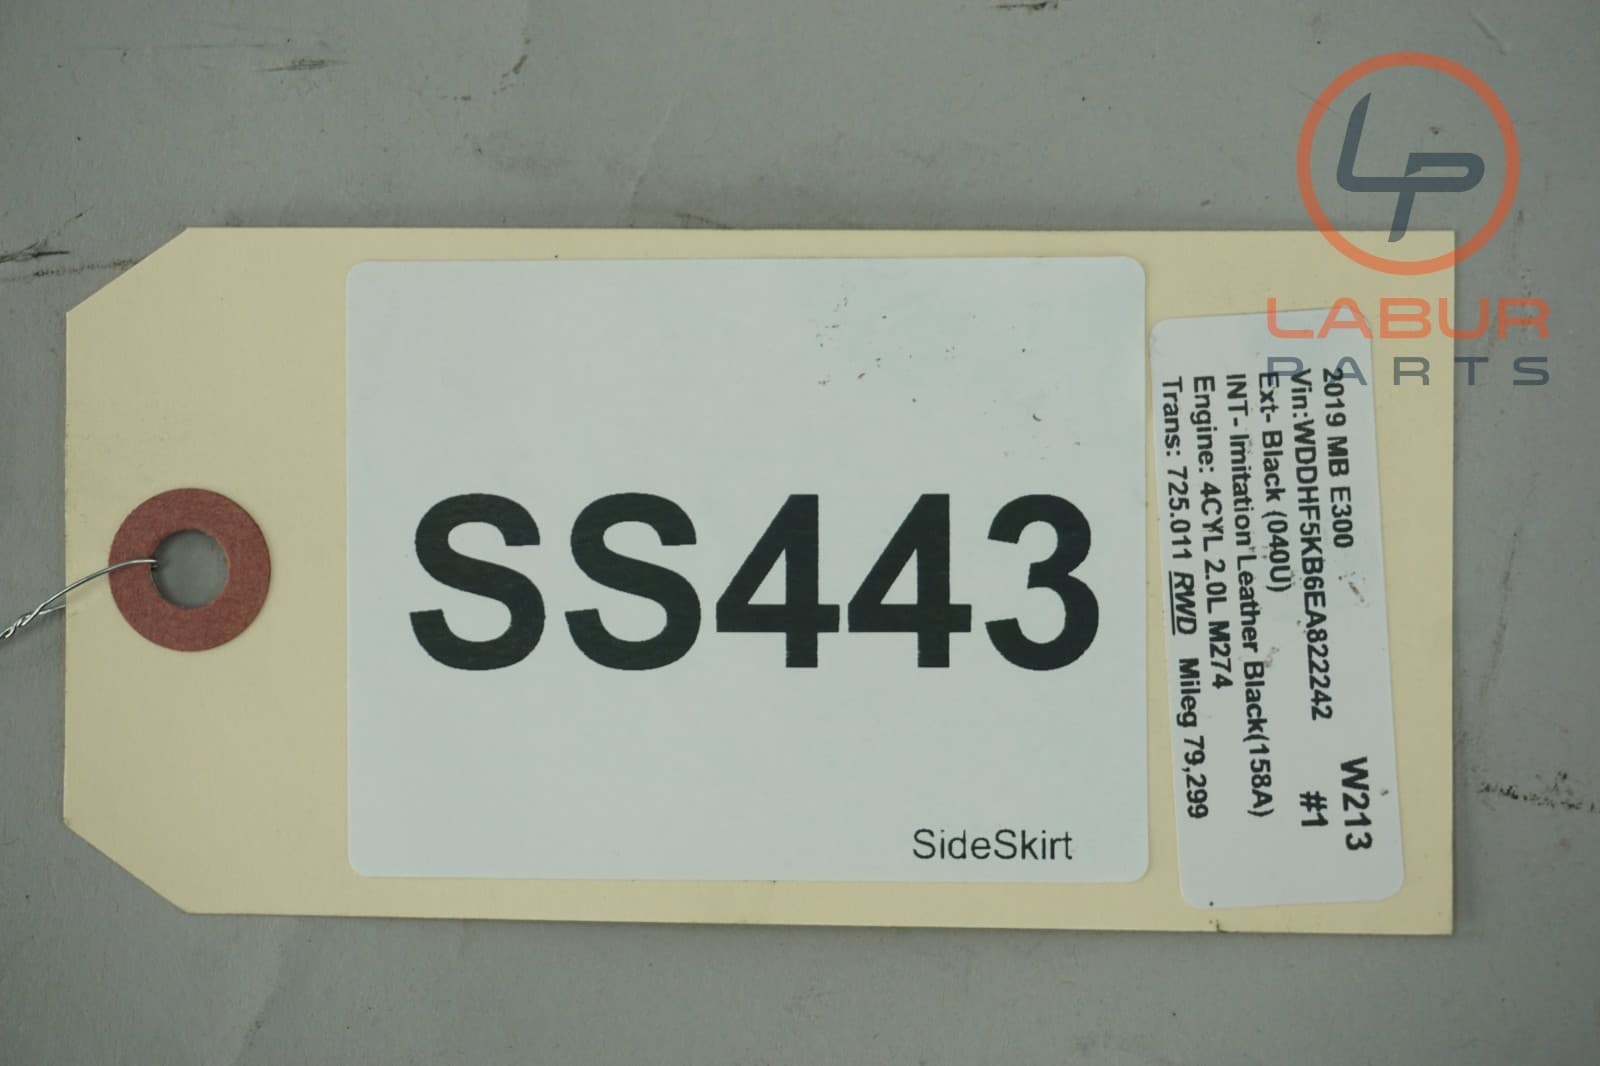 LP
LABUR
PARTS
SS443
SideSkirt
2019 MB E300 W213
Vin:WDDHF5KB6EA822242 #1
Ext- Black (040U)
INT- Imitation Leather Black(158A)
Engine: 4CYL 2.0L M274
Trans: 725.011 RWD Mileg 79,299